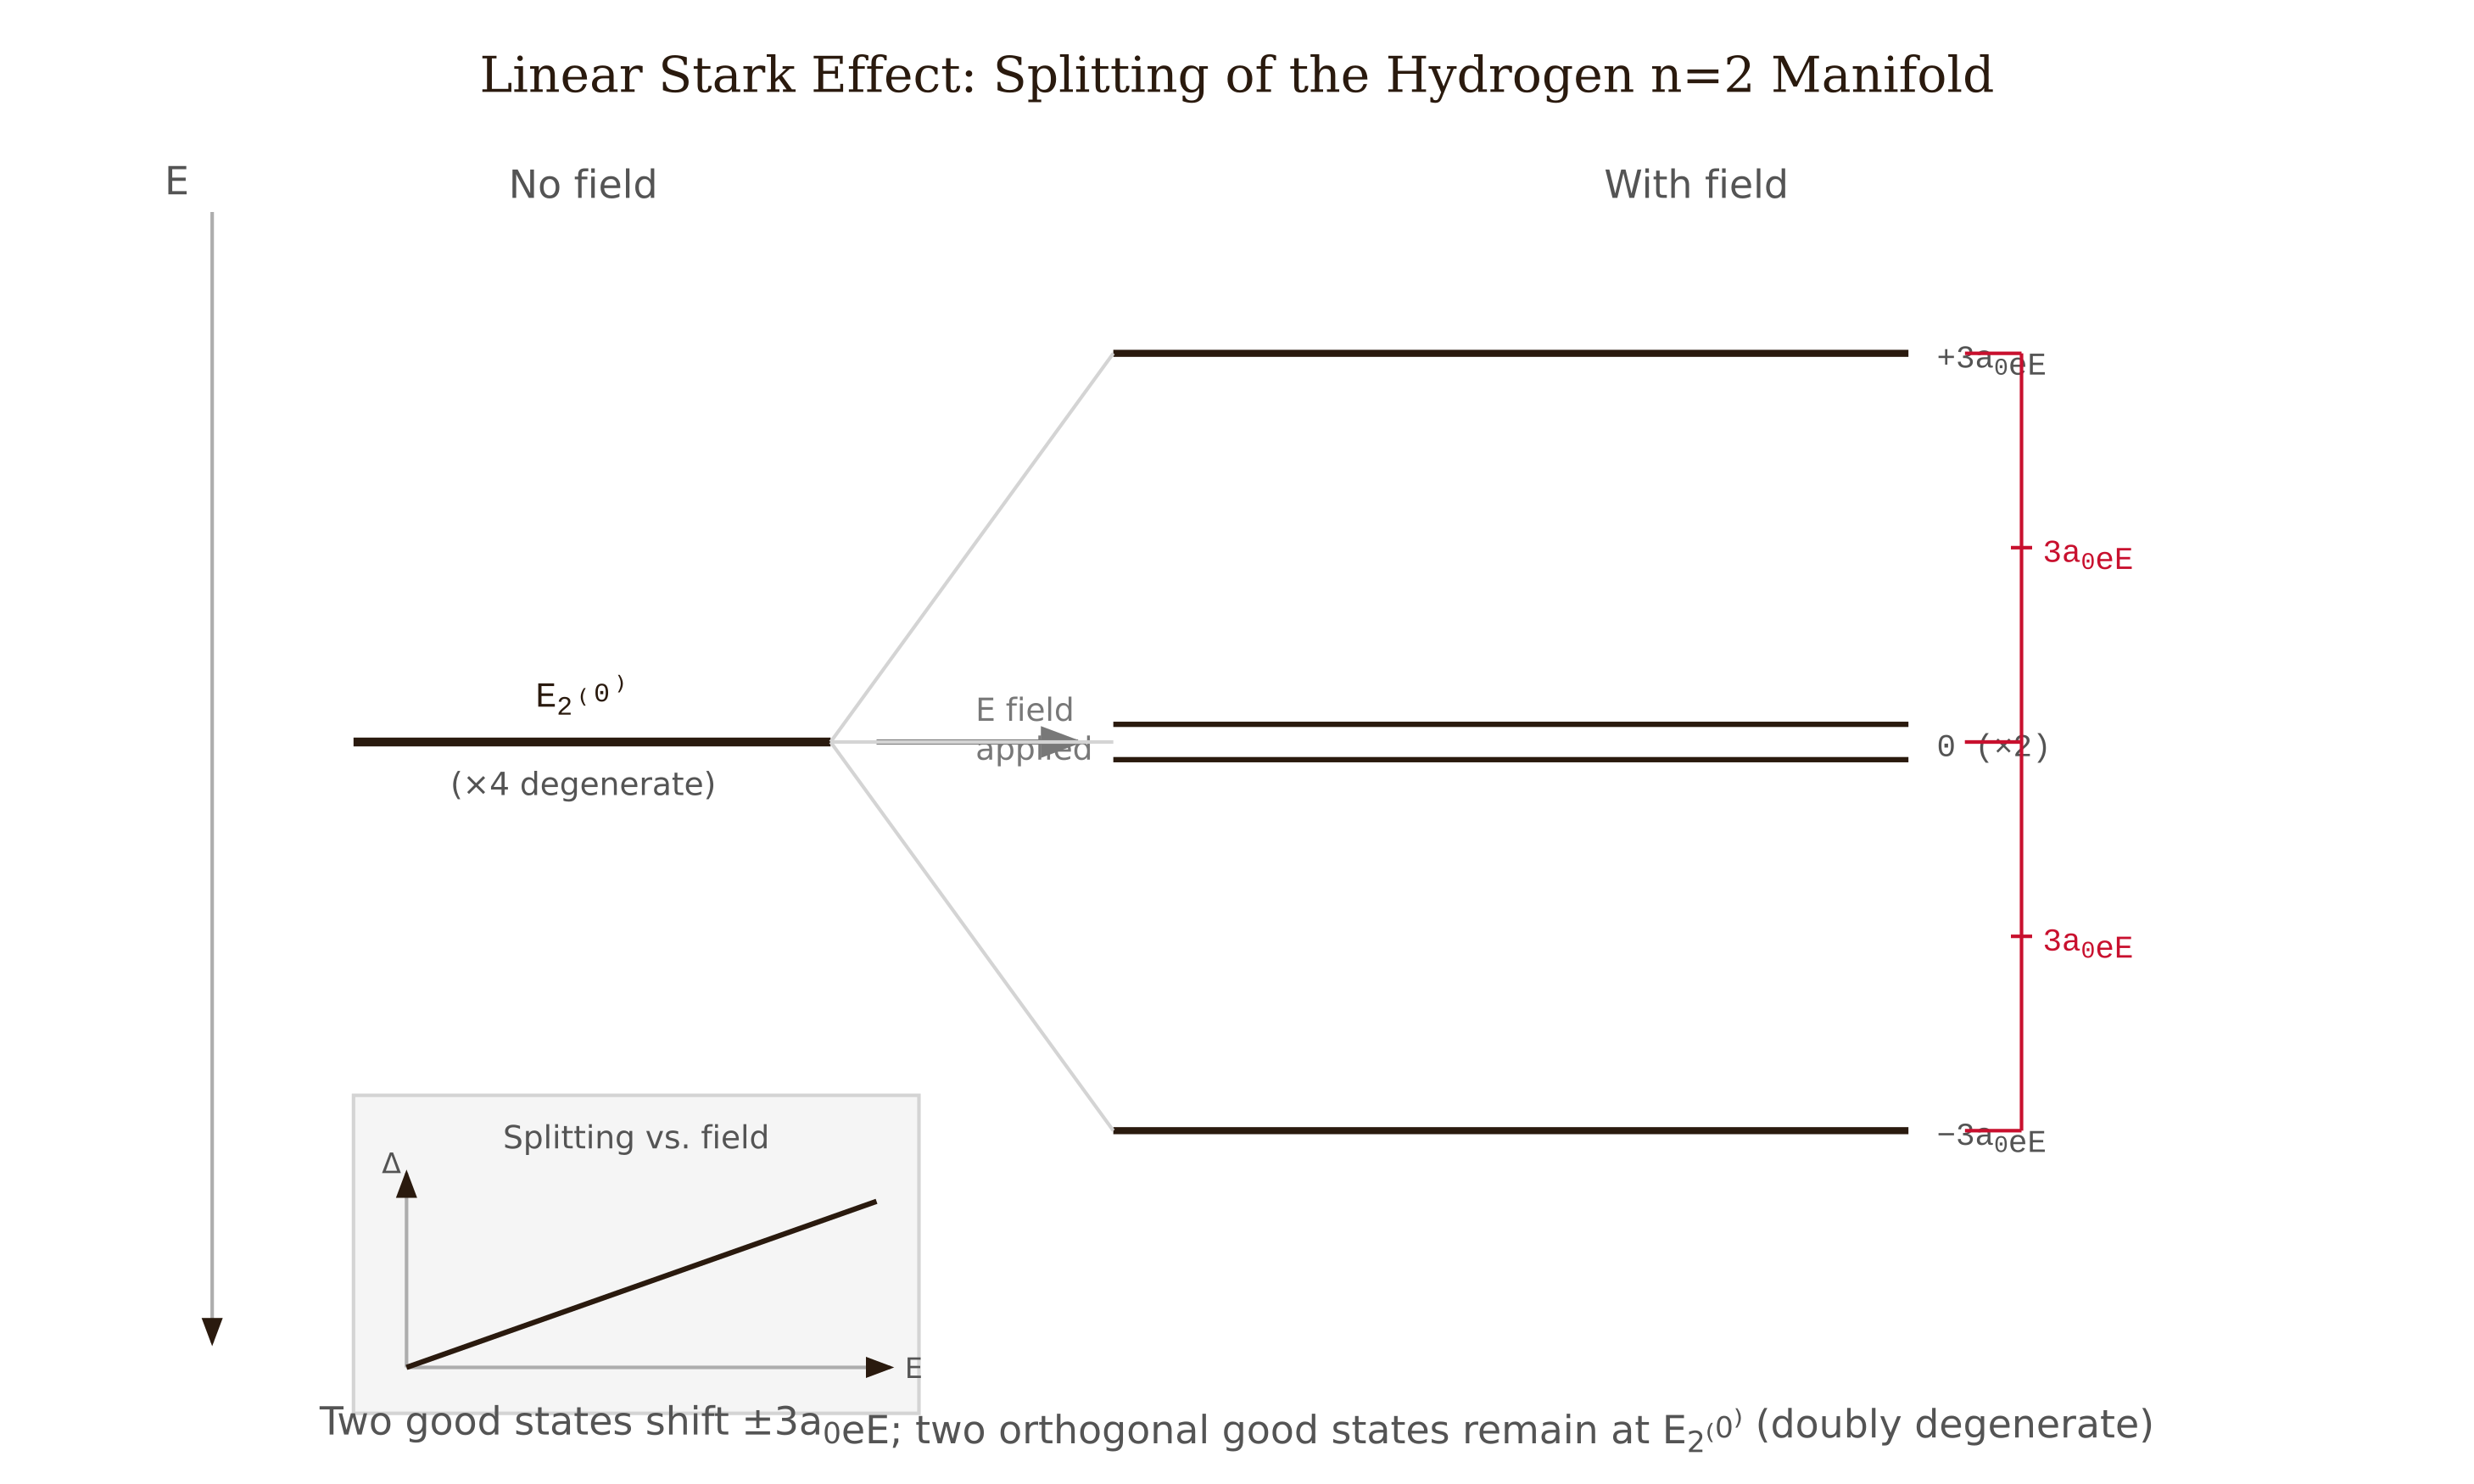 Linear Stark Effect: Splitting of the Hydrogen n=2 Manifold
E
No field
With field
+3a₀eE
3a₀eE
E₂⁽⁰⁾
(×4 degenerate)
E field
applied
0 (×2)
3a₀eE
−3a₀eE
Splitting vs. field
Δ
E
Two good states shift ±3a₀eE; two orthogonal good states remain at E₂⁽⁰⁾ (doubly degenerate)